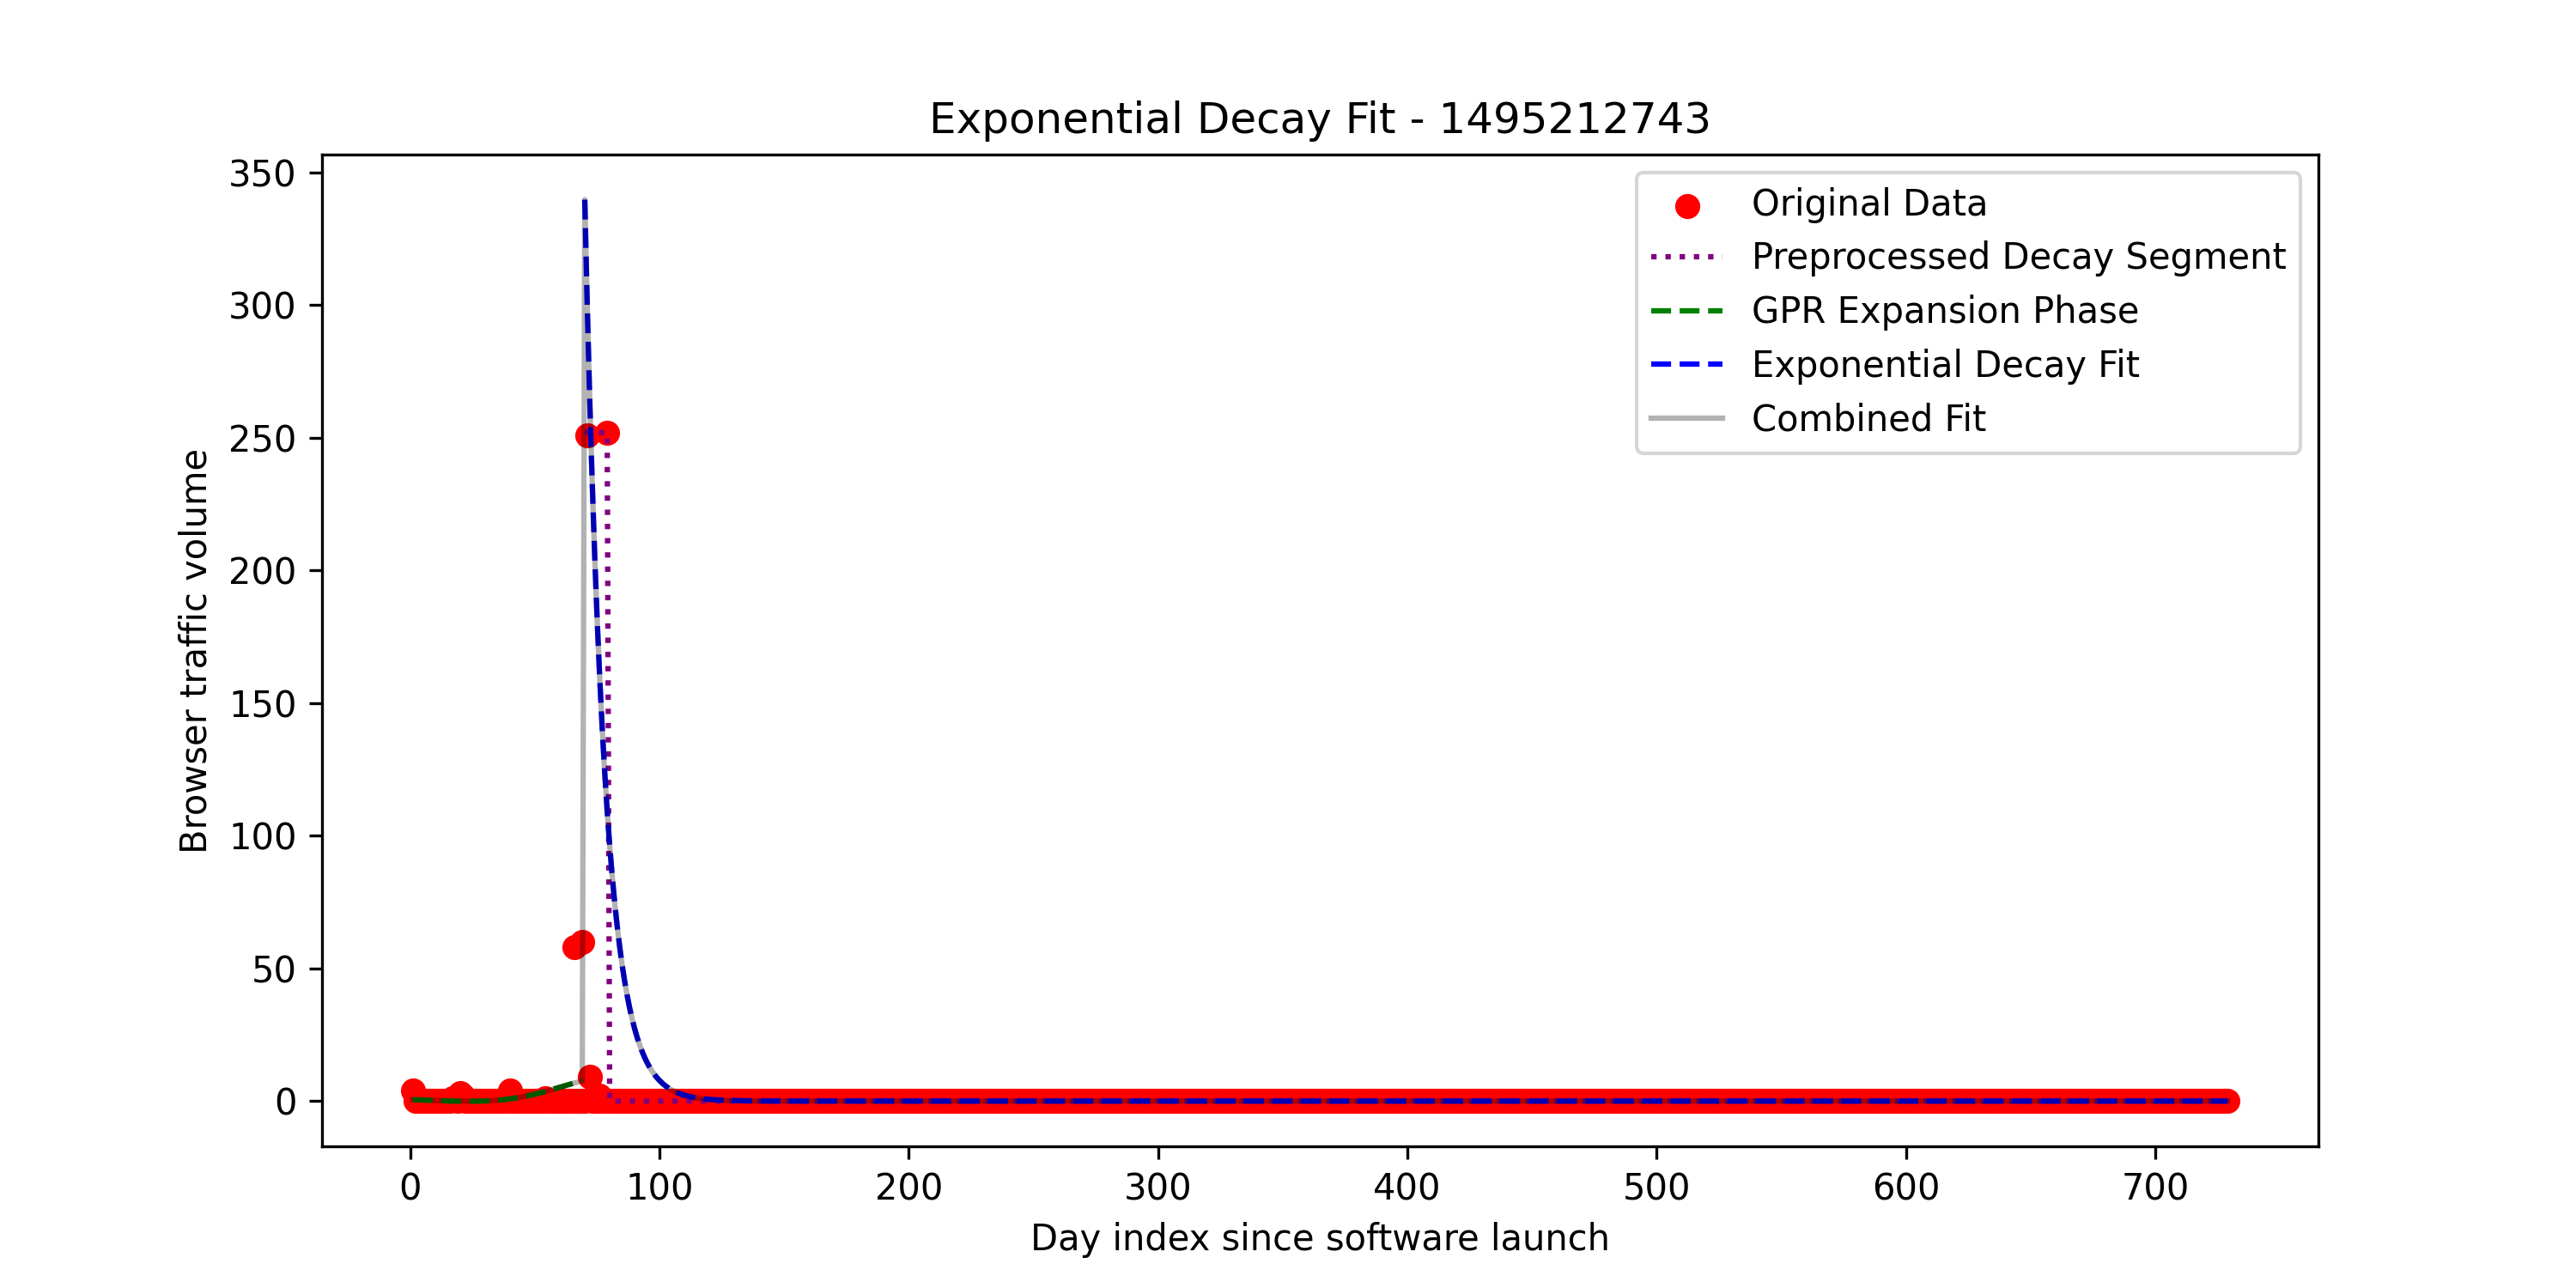 Exponential Decay Fit - 1495212743
Browser traffic volume
350
300
250
200
150
100
50
0
Original Data
Preprocessed Decay Segment
GPR Expansion Phase
Exponential Decay Fit
Combined Fit
0 100 200 300 400 500 600 700
Day index since software launch